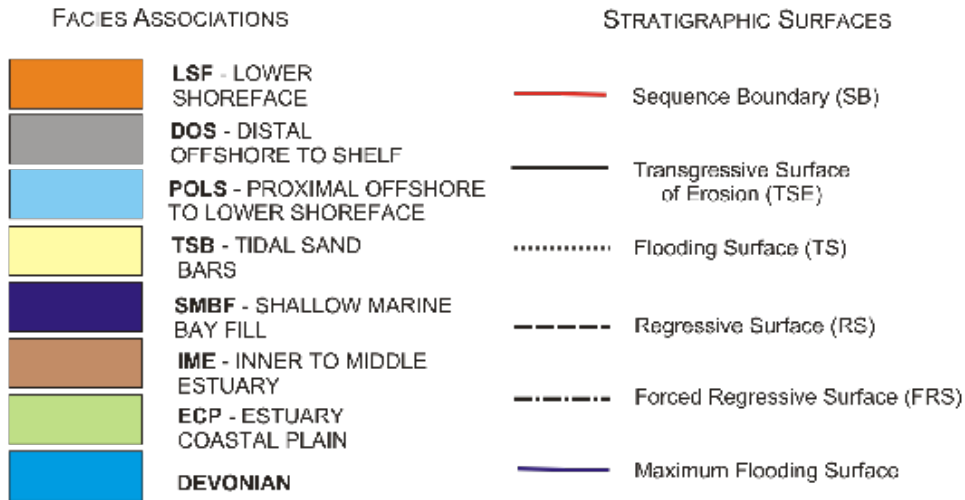 FACIES ASSOCIATIONS
LSF - LOWER
SHOREFACE
DOS - DISTAL
OFFSHORE TO SHELF
POLS - PROXIMAL OFFSHORE
TO LOWER SHOREFACE
TSB - TIDAL SAND
BARS
SMBF - SHALLOW MARINE
BAY FILL
IME - INNER TO MIDDLE
ESTUARY
ECP - ESTUARY
COASTAL PLAIN
DEVONIAN
STRATIGRAPHIC SURFACES
Sequence Boundary (SB)
Transgressive Surface
of Erosion (TSE)
Flooding Surface (TS)
Regressive Surface (RS)
Forced Regressive Surface (FRS)
Maximum Flooding Surface